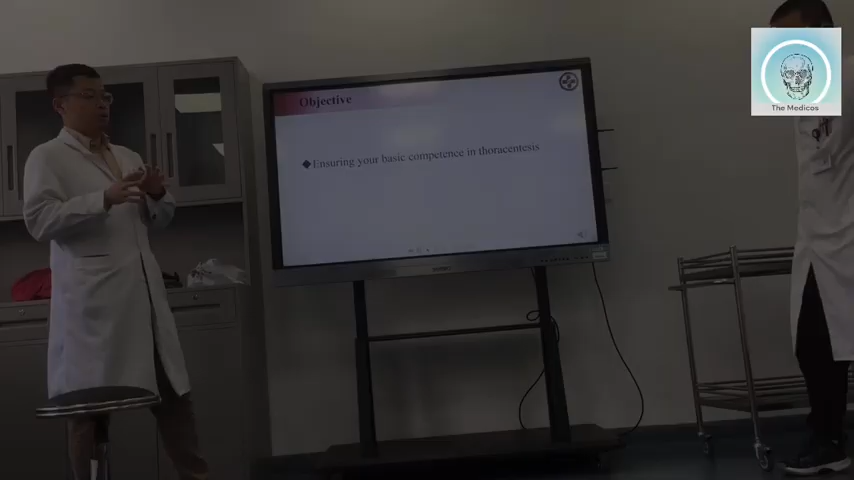 Objective
◆Ensuring your basic competence in thoracentesis
The Medicos